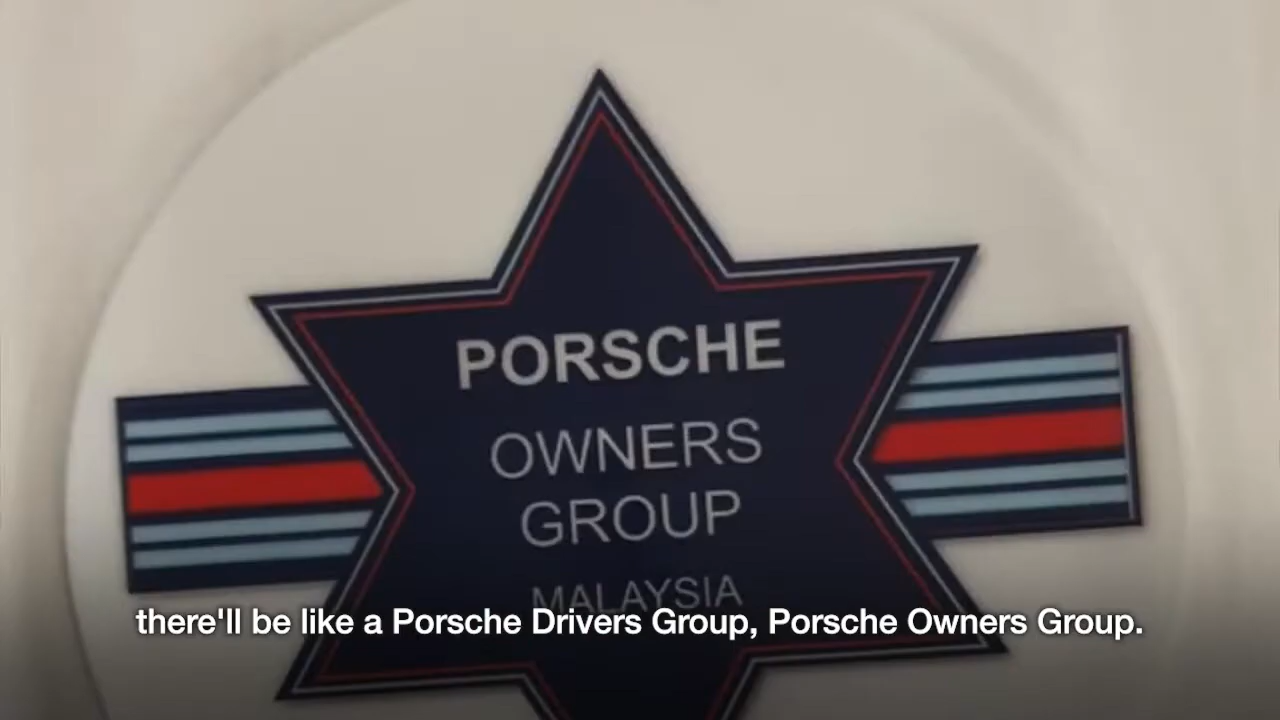 PORSCHE
OWNERS
GROUP
MALAYSIA
there'll be like a Porsche Drivers Group, Porsche Owners Group.